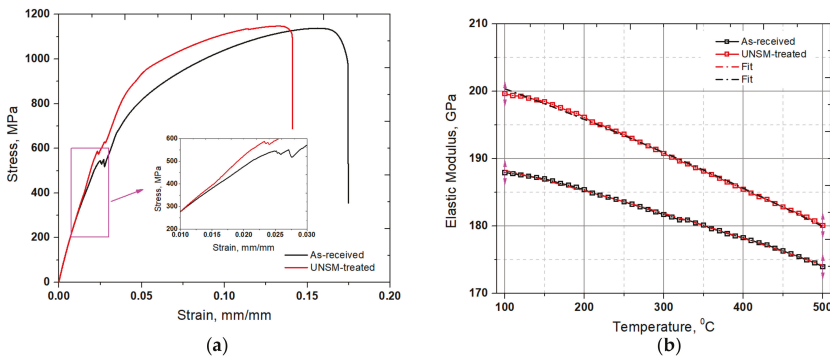 (a)
1200
1000
800
600
400
200
0
0.00
0.05
0.10
0.15
0.20
Stress, MPa
Strain, mm/mm
600
500
400
300
200
0.010
0.015
0.020
0.025
0.030
Stress, MPa
Strain, mm/mm
As-received
UNSM-treated
(a)
(b)
210
200
190
180
170
100
200
300
400
500
Elastic Modulus, GPa
Temperature, ⁰C
As-received
UNSM-treated
Fit
Fit
(b)